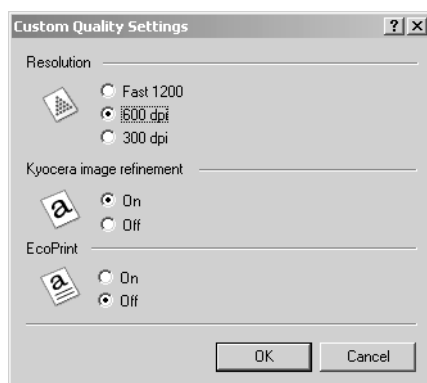 Custom Quality Settings
Resolution
Fast 1200
600 dpi
300 dpi
Kyocera image refinement
a
On
Off
EcoPrint
a
On
Off
OK
Cancel